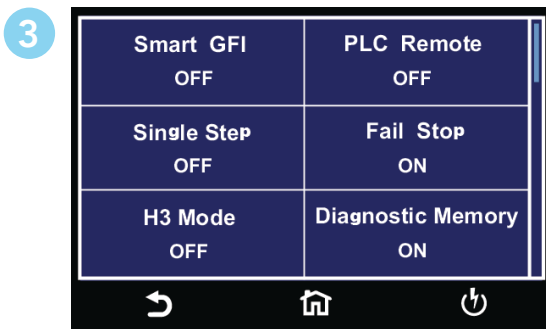 3
Smart GFI
OFF
PLC Remote
OFF
Single Step
OFF
Fail Stop
ON
H3 Mode
OFF
Diagnostic Memory
ON